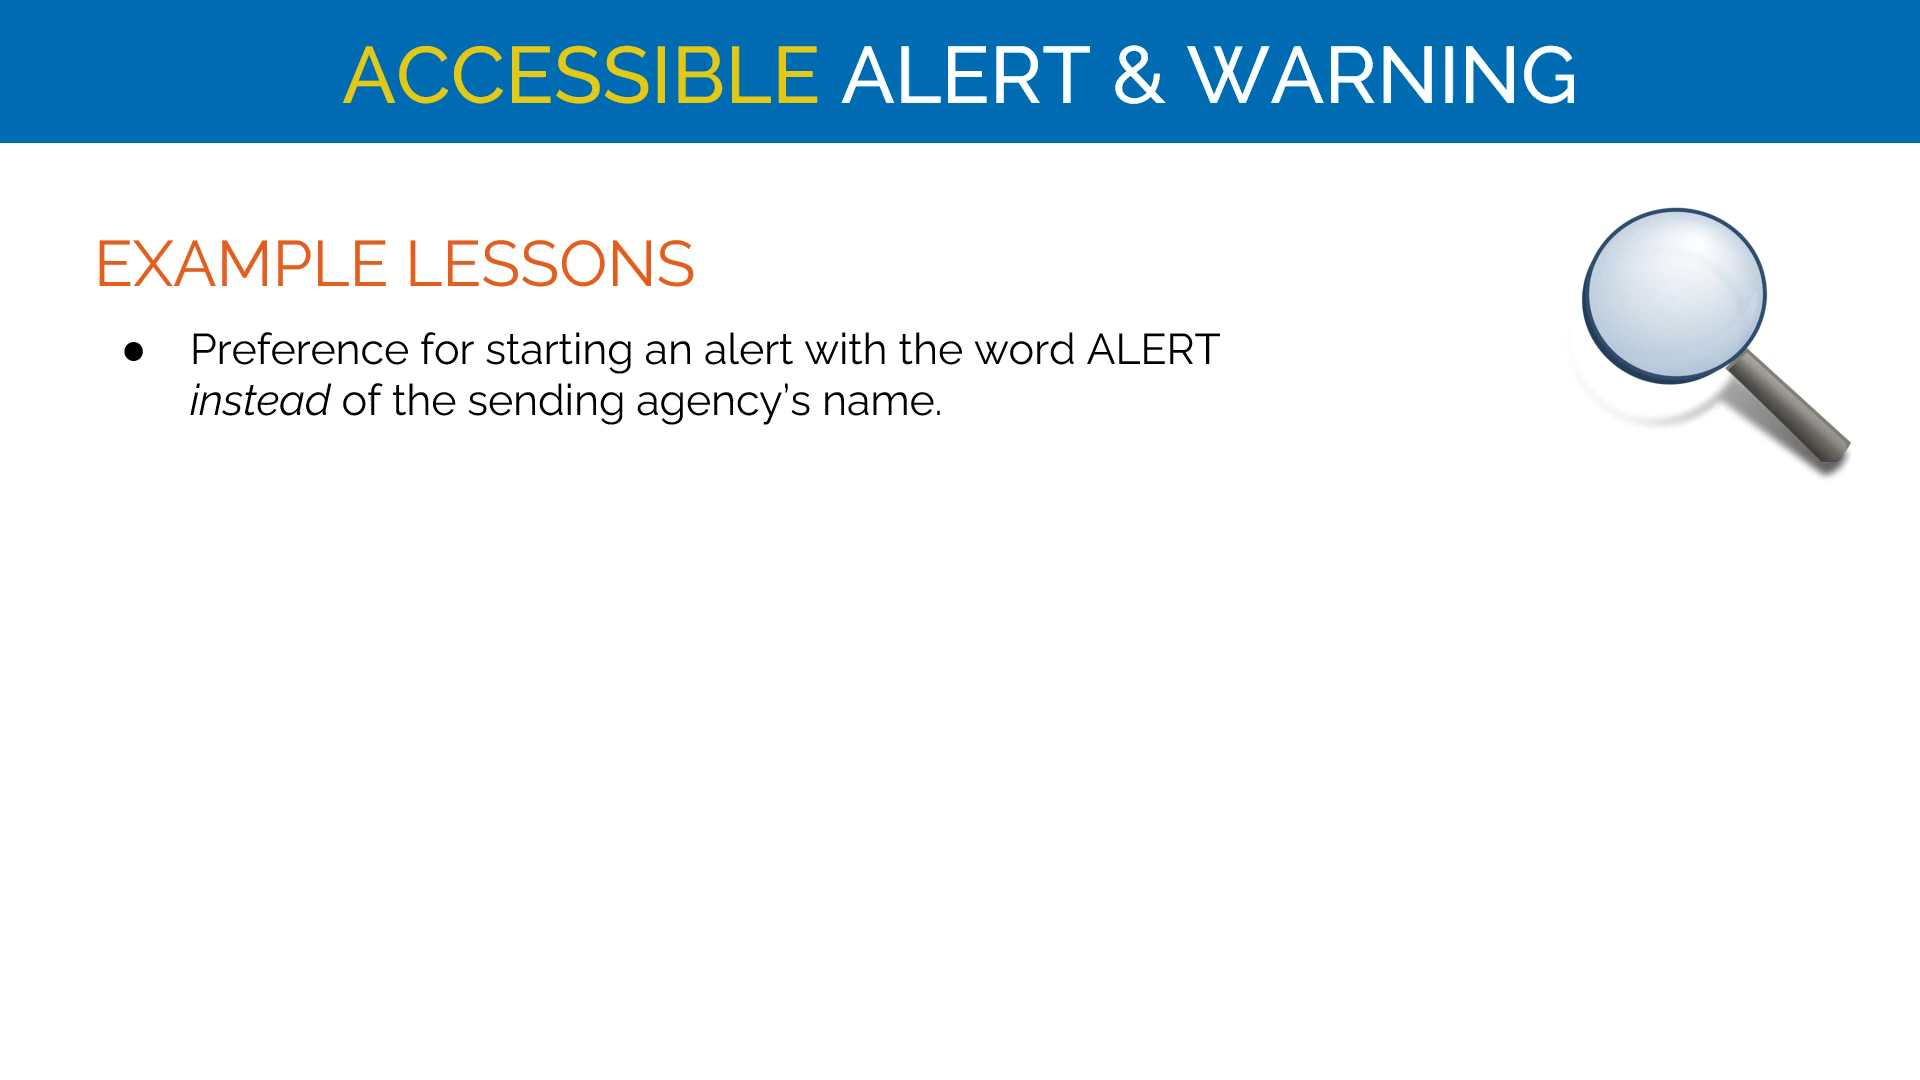 ACCESSIBLE ALERT & WARNING
EXAMPLE LESSONS
● Preference for starting an alert with the word ALERT
instead of the sending agency's name.